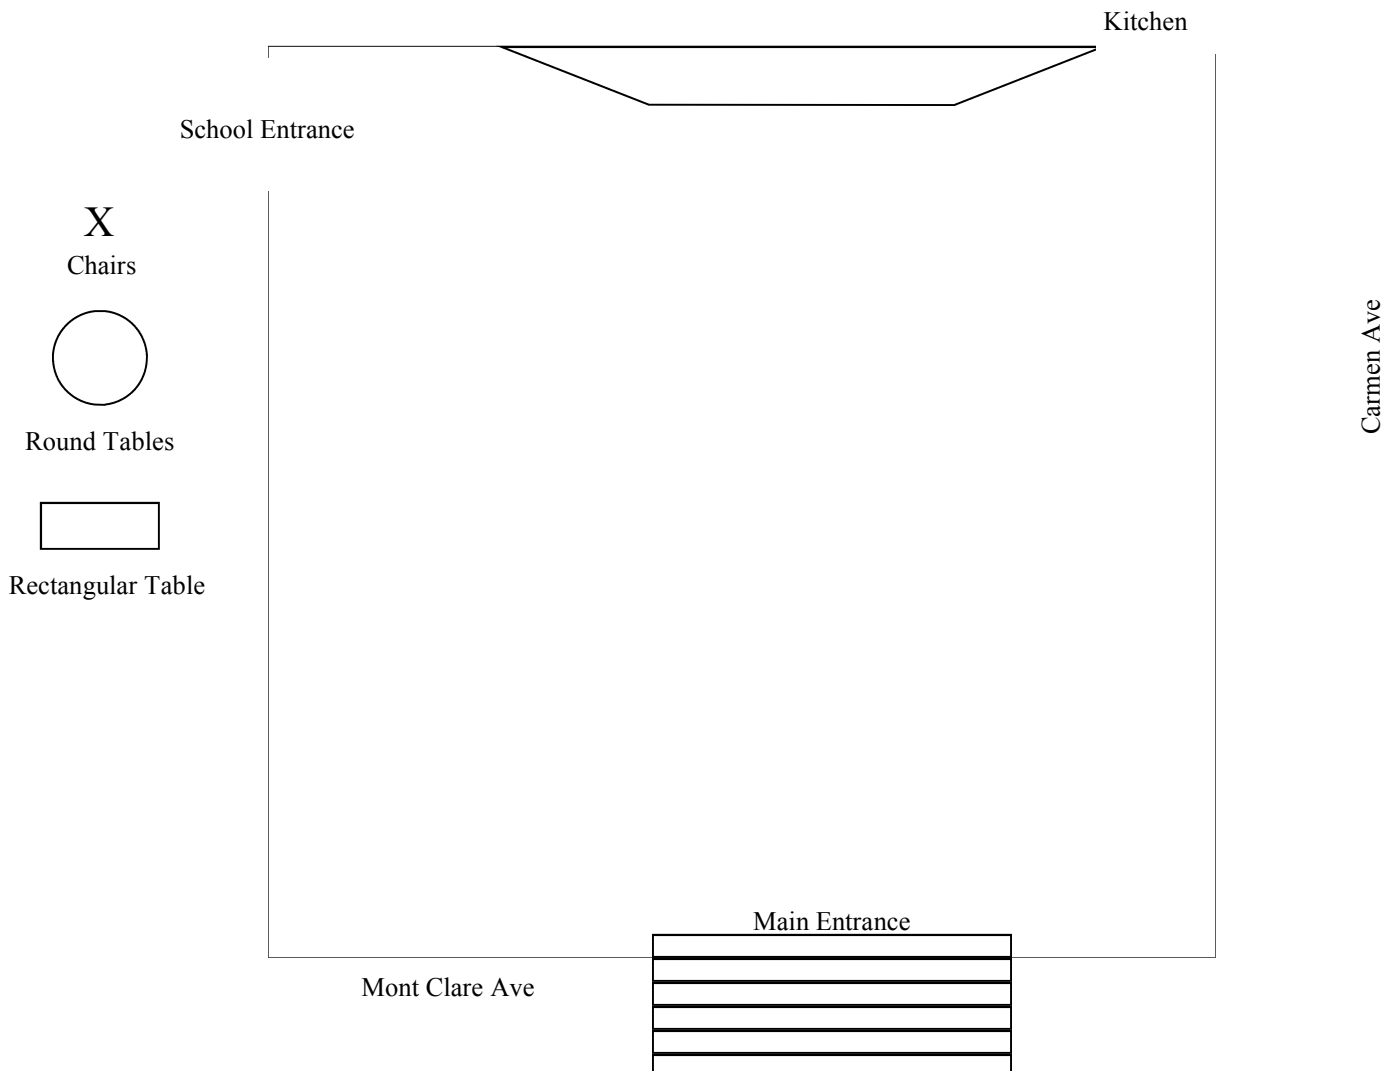 Kitchen
School Entrance
X
Chairs
Carmen Ave
Round Tables
Rectangular Table
Main Entrance
Mont Clare Ave